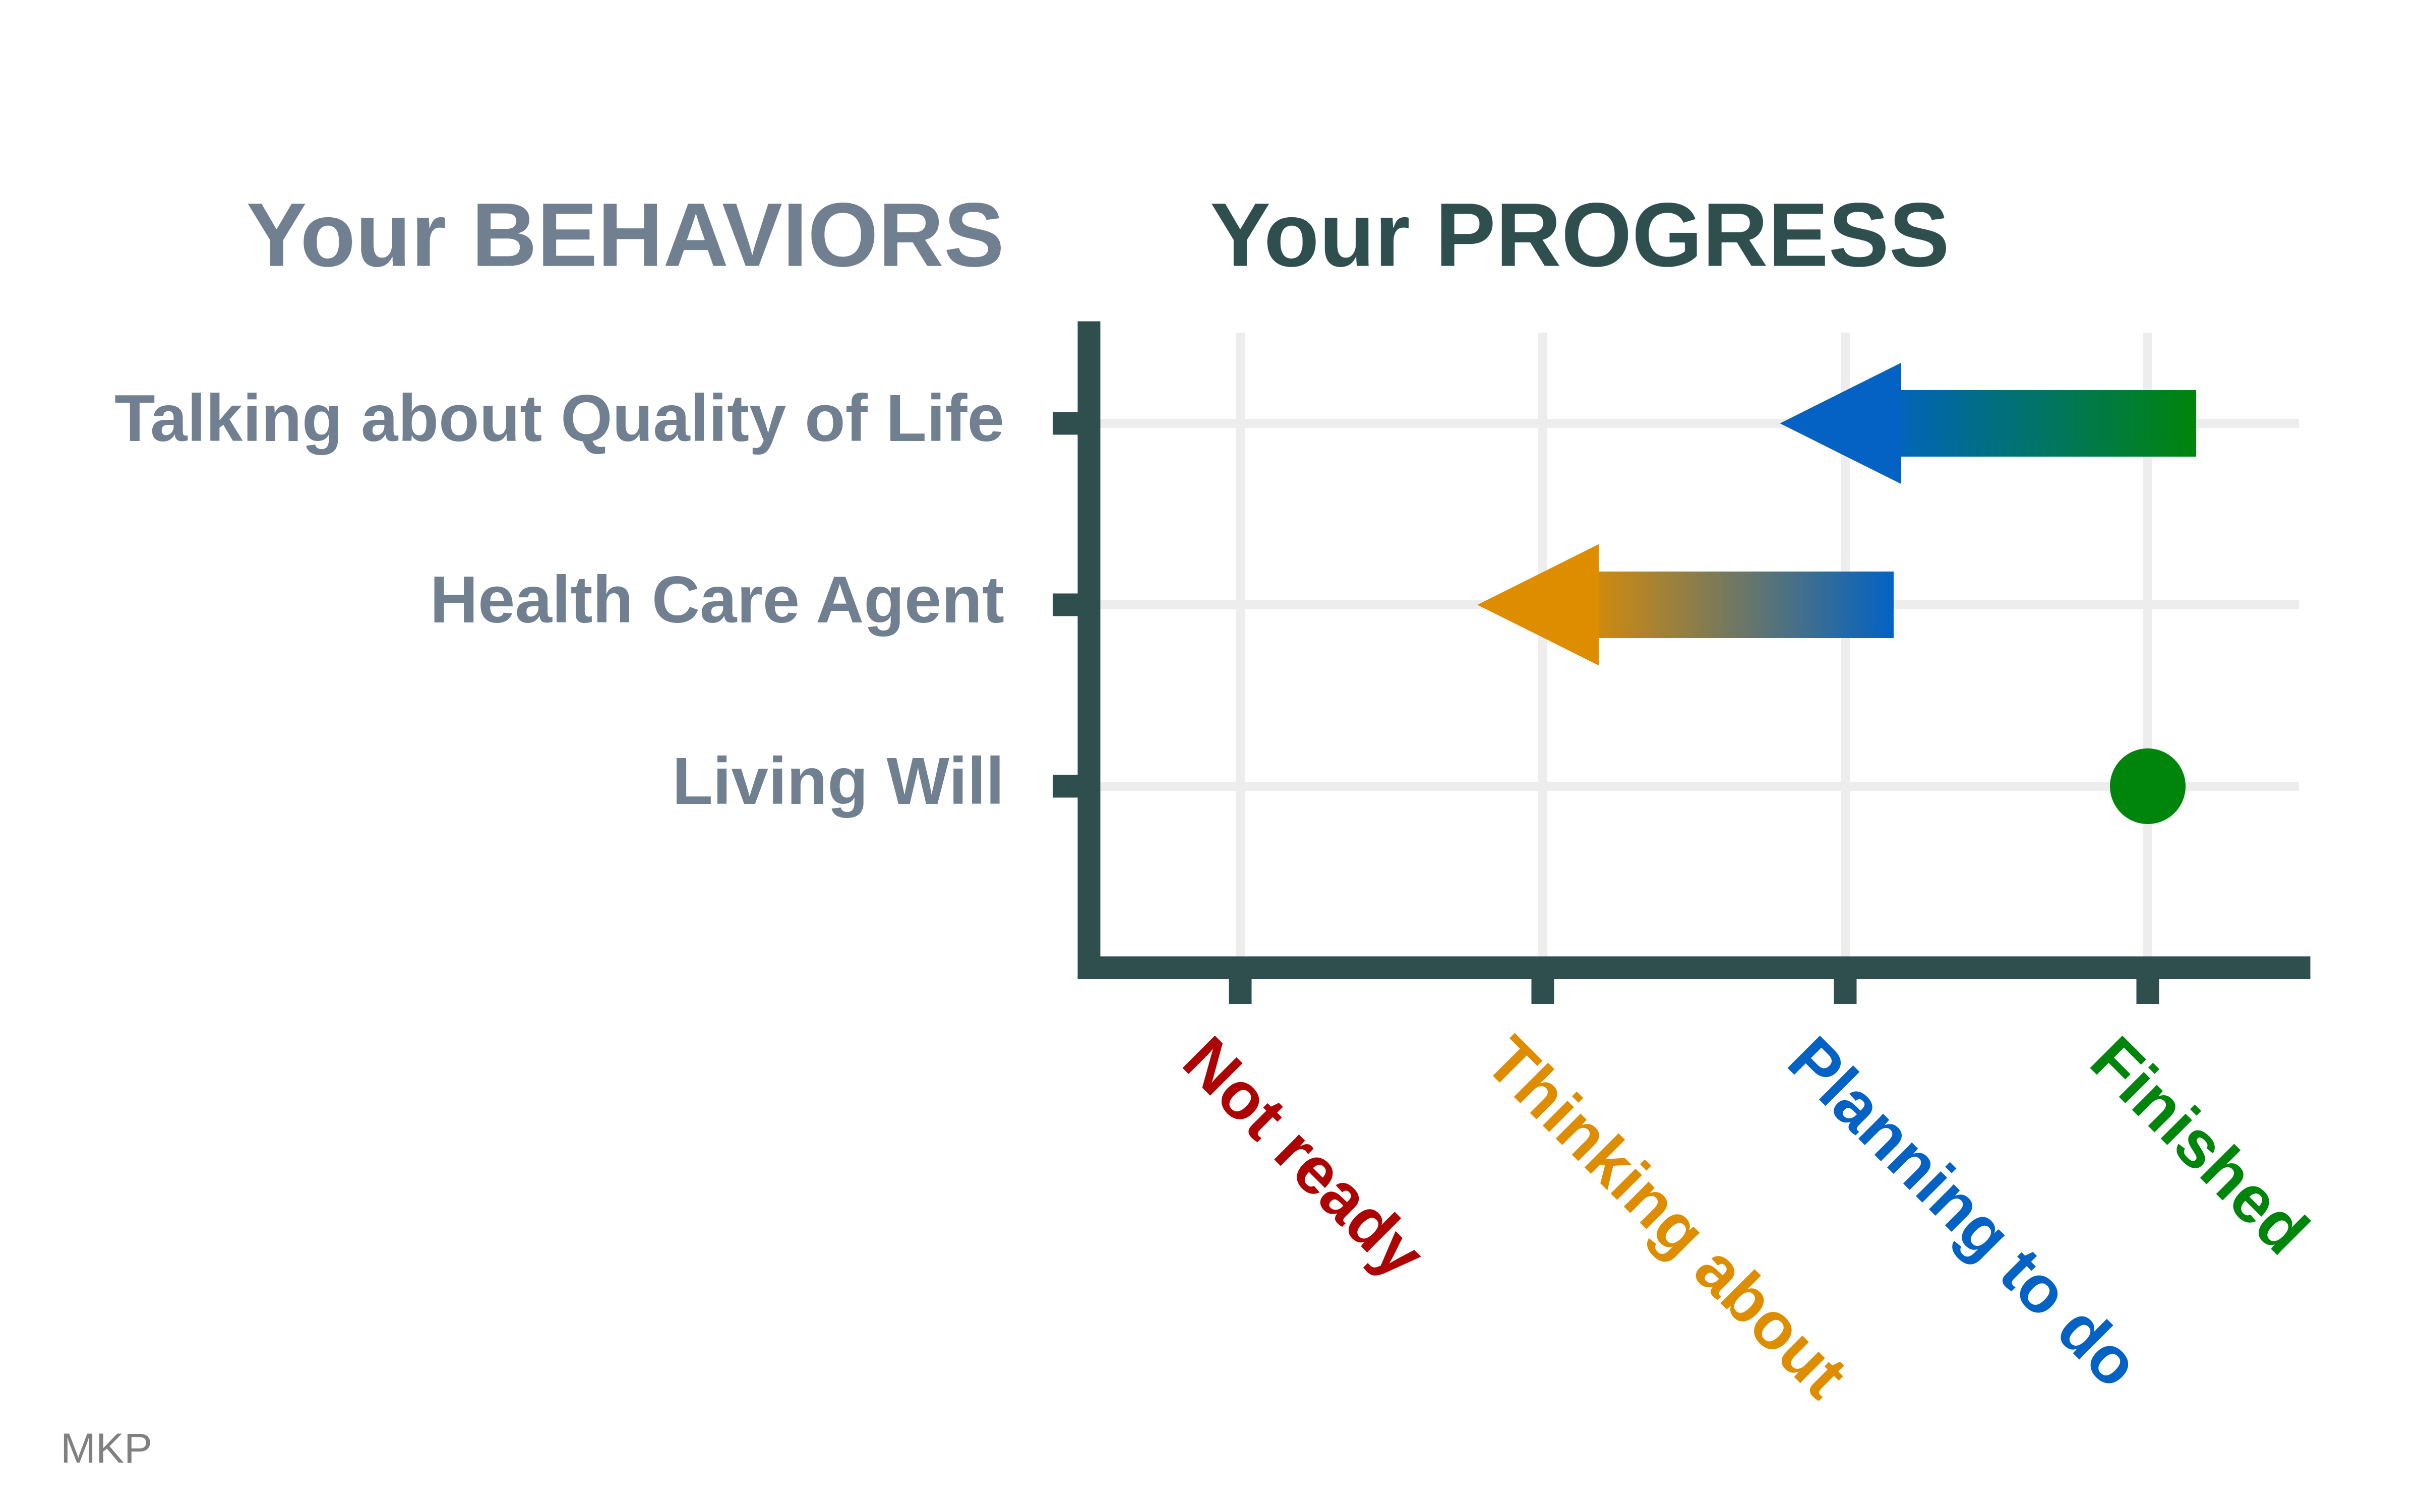 Your BEHAVIORS
Your PROGRESS
Talking about Quality of Life
Health Care Agent
Living Will
Not ready
Thinking about
Planning to do
Finished
MKP